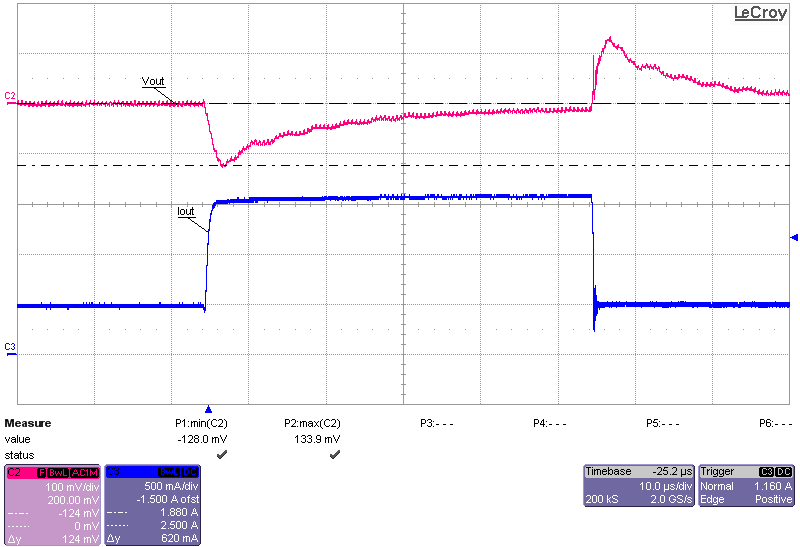 LeCroy
C2
Vout
Iout
C3
Measure P1:min(C2) P2:max(C2) P3:--- P4:--- P5:--- P6:---
value -128.0 mV 133.9 mV
status
C2 F BwL AC1M
100 mV/div
200.00 mV
-124 mV
0 mV
Δy 124 mV
BwL DC
500 mA/div
-1.500 A ofst
1.880 A
2.500 A
Δy 620 mA
Timebase -25.2 µs
10.0 µs/div
200 kS 2.0 GS/s
Trigger C3 DC
Normal 1.160 A
Edge Positive